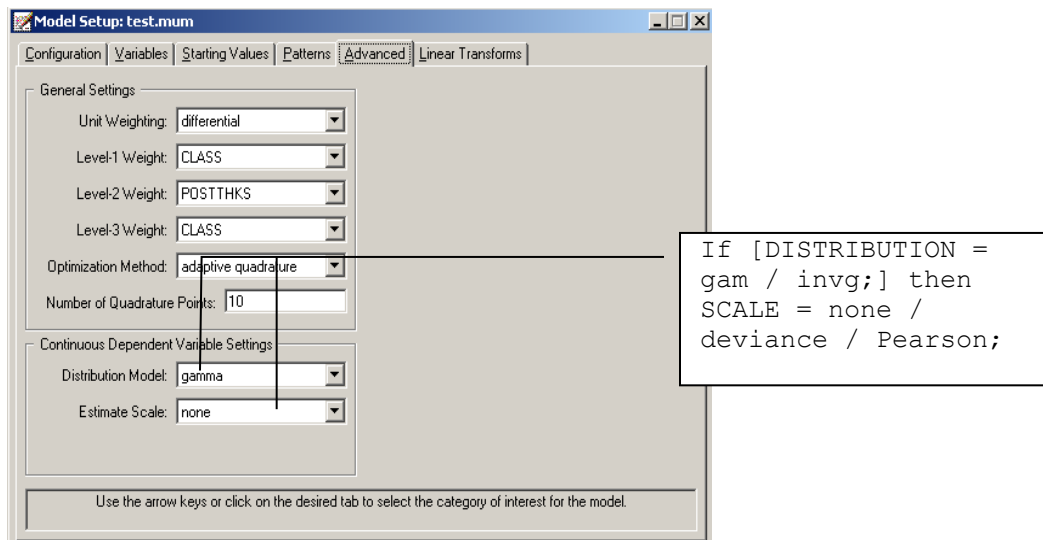 Model Setup: test.mum
Configuration Variables Starting Values Patterns Advanced Linear Transforms
General Settings
Unit Weighting: differential
Level-1 Weight: CLASS
Level-2 Weight: POSTTHKS
Level-3 Weight: CLASS
Optimization Method: adaptive quadrature
Number of Quadrature Points: 10
Continuous Dependent Variable Settings
Distribution Model: gamma
Estimate Scale: none
Use the arrow keys or click on the desired tab to select the category of interest for the model.
If [DISTRIBUTION =
gam / invg;] then
SCALE = none /
deviance / Pearson;